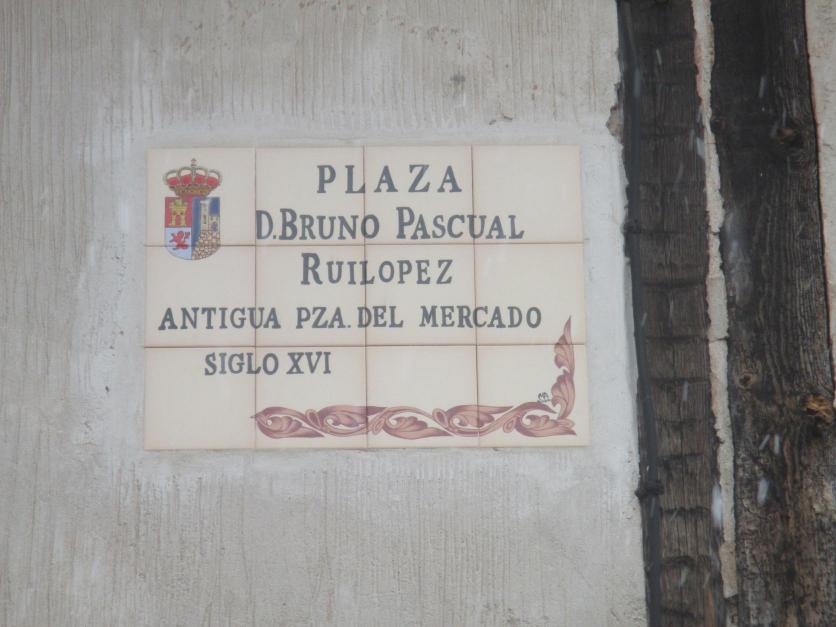 PLAZA
D. BRUNO PASCUAL
RUILOPEZ
ANTIGUA PZA. DEL MERCADO
SIGLO XVI